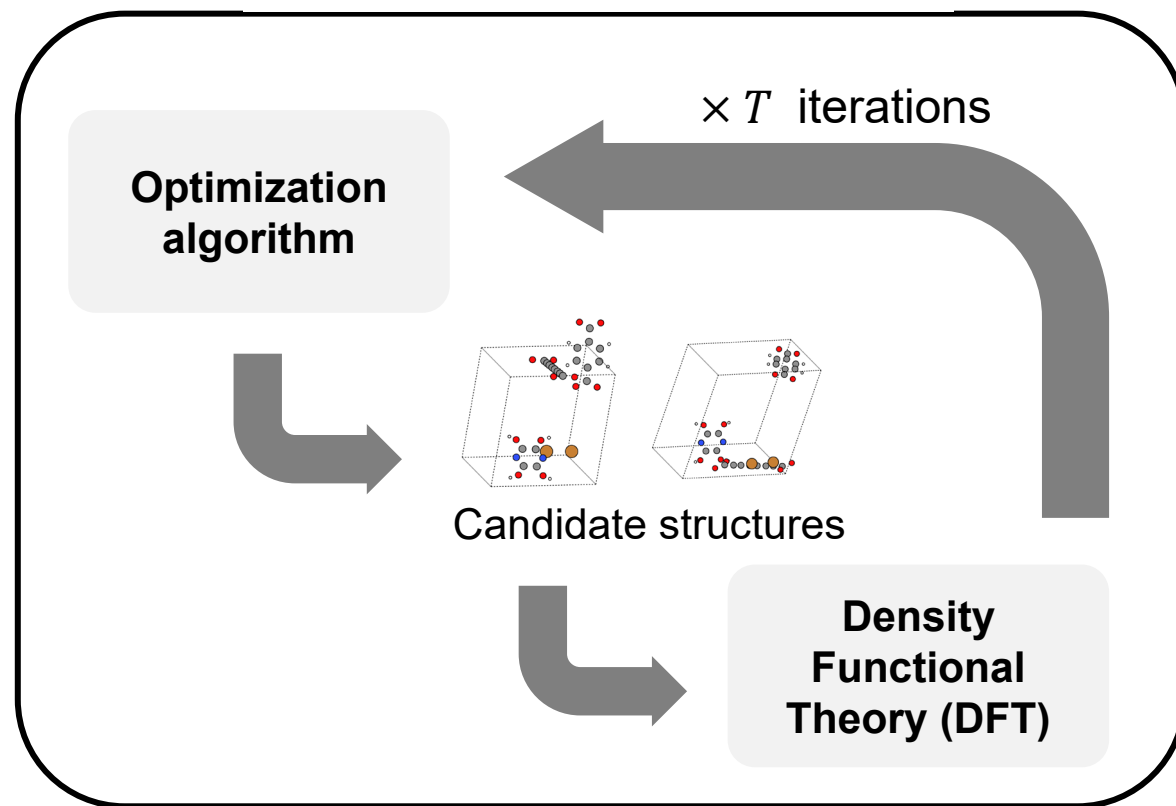 × T iterations
Optimization
algorithm
Candidate structures
Density
Functional
Theory (DFT)